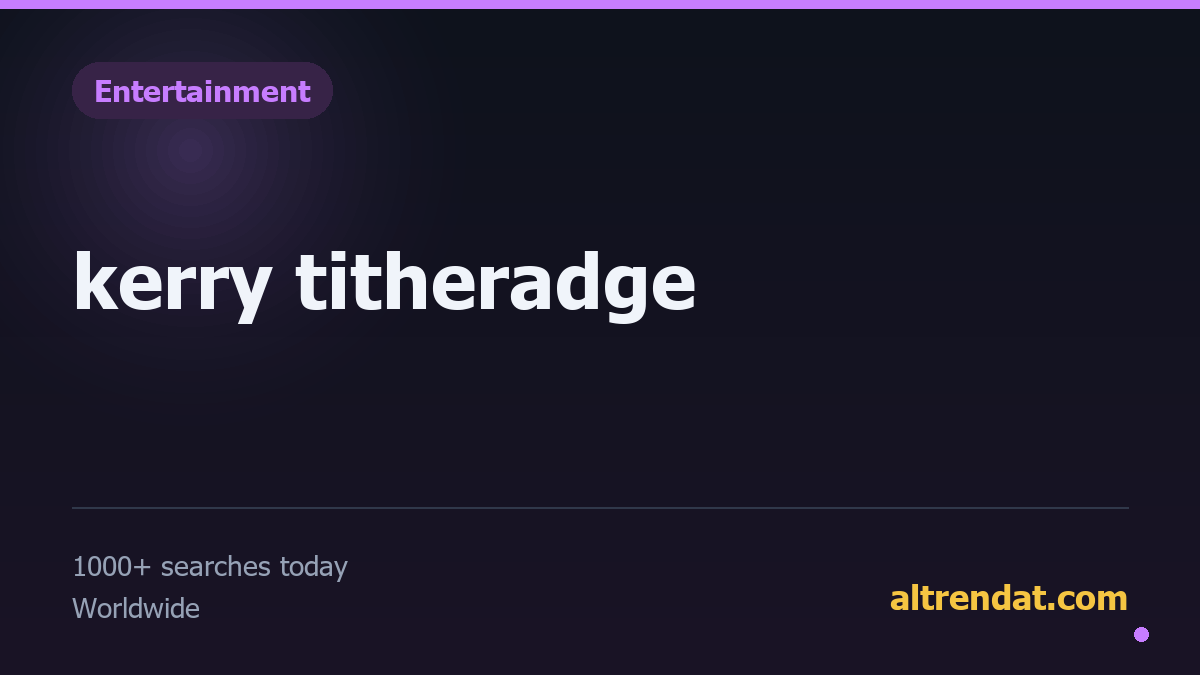 Entertainment
kerry titheradge
1000+ searches today
Worldwide
altrendat.com